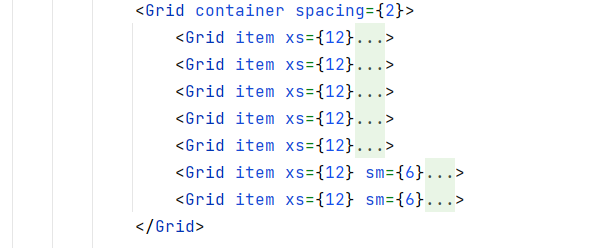 <Grid container spacing={2}>
<Grid item xs={12}...>
<Grid item xs={12}...>
<Grid item xs={12}...>
<Grid item xs={12}...>
<Grid item xs={12}...>
<Grid item xs={12} sm={6}...>
<Grid item xs={12} sm={6}...>
</Grid>